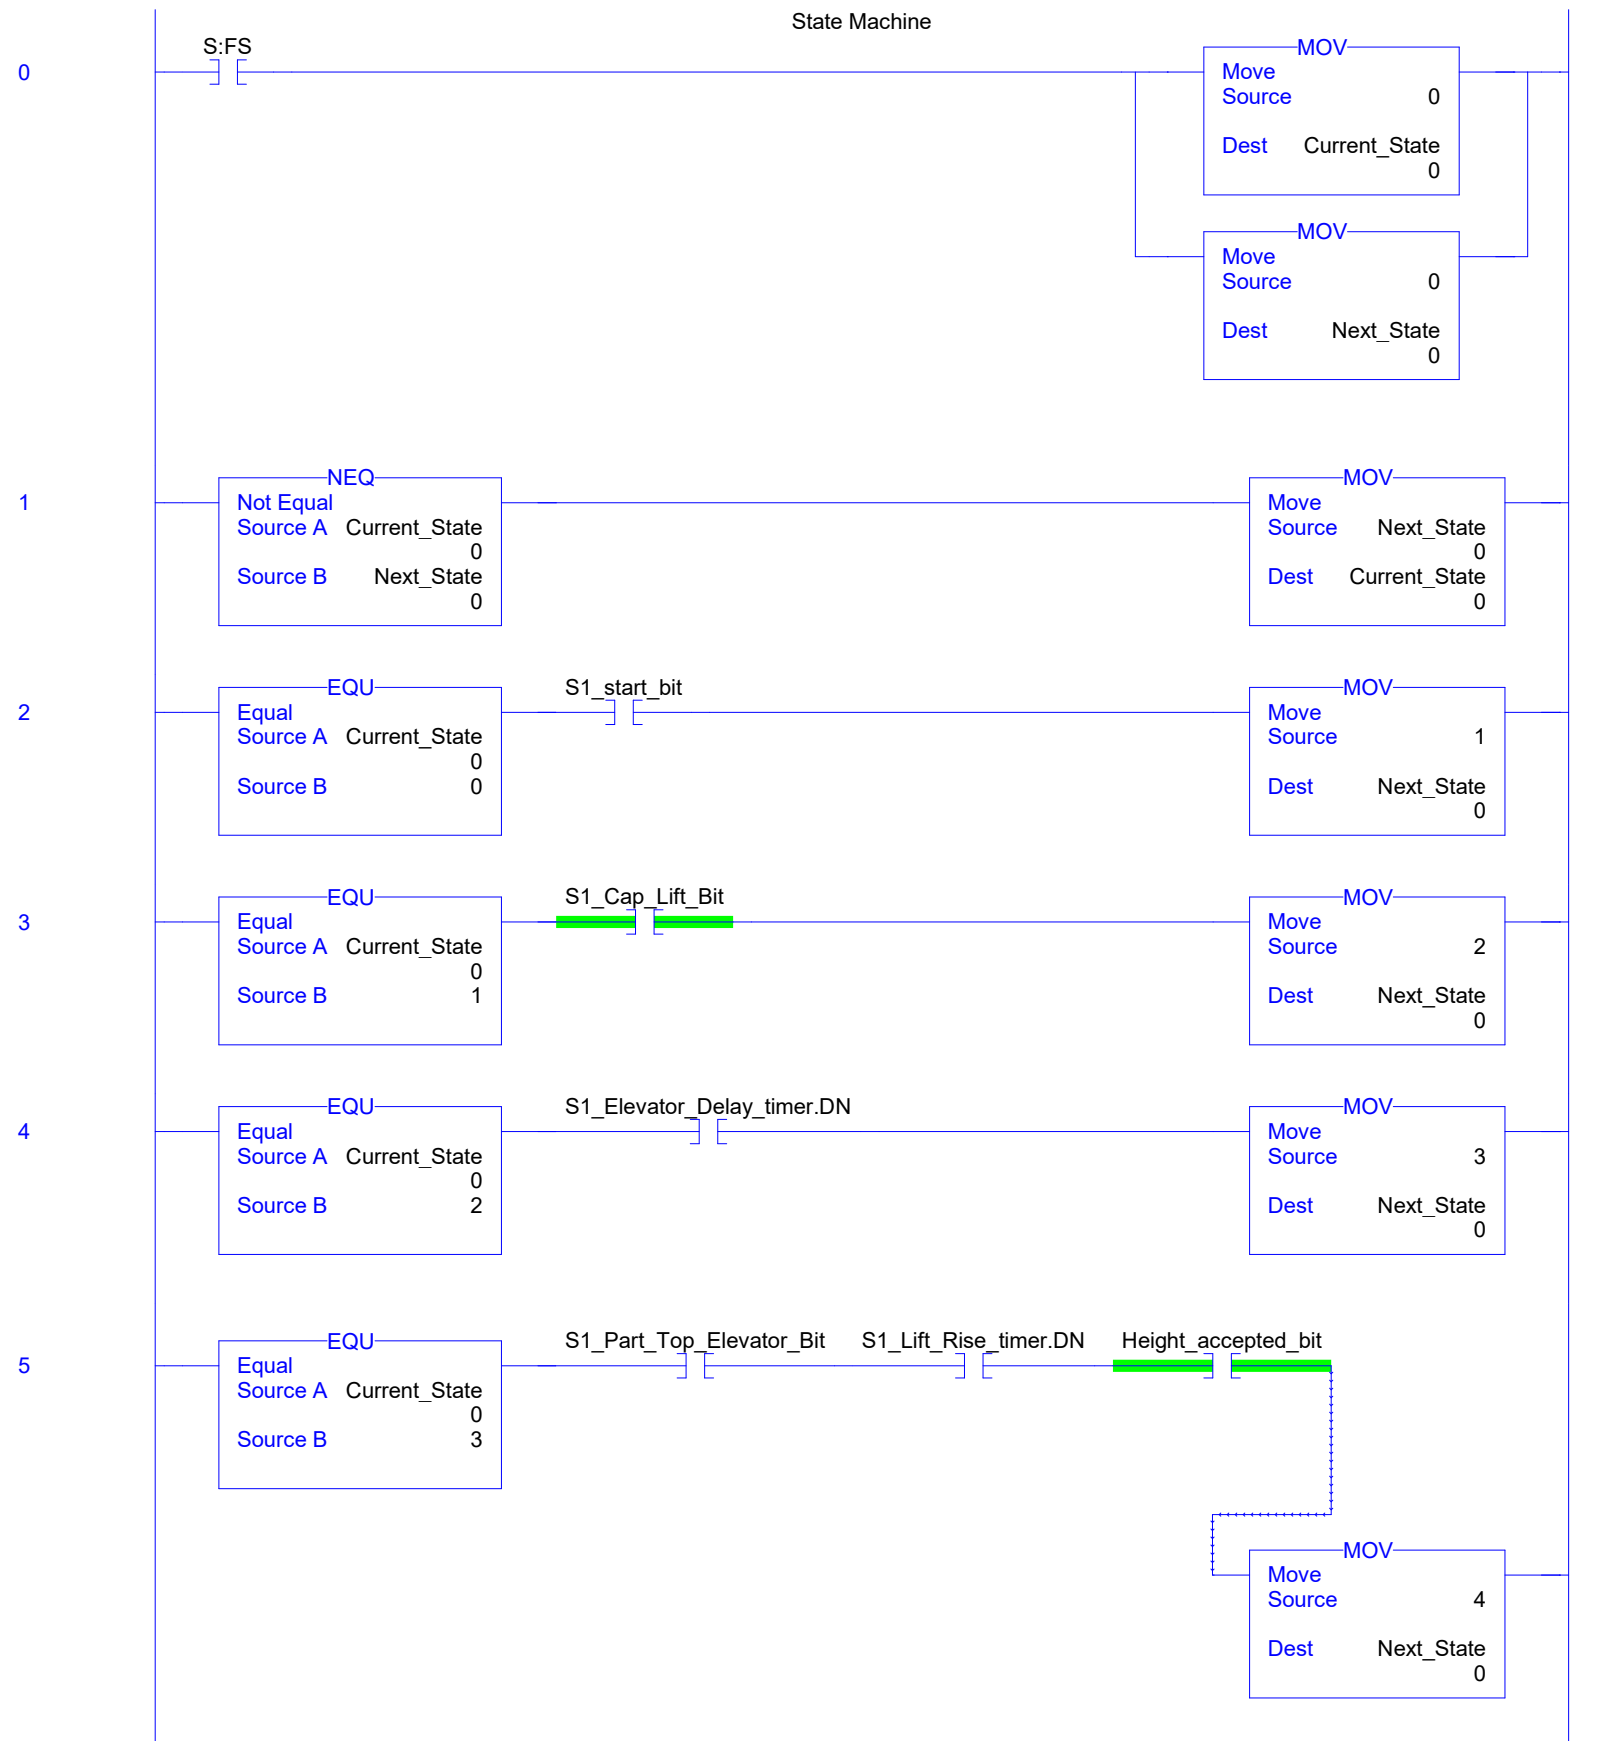 State Machine
S:FS
0
MOV
Move
Source 0
Dest Current_State
0
MOV
Move
Source 0
Dest Next_State
0
1
NEQ
Not Equal
Source A Current_State
0
Source B Next_State
0
MOV
Move
Source Next_State
0
Dest Current_State
0
2
EQU
Equal
Source A Current_State
0
Source B 0
S1_start_bit
MOV
Move
Source 1
Dest Next_State
0
3
EQU
Equal
Source A Current_State
0
Source B 1
S1_Cap_Lift_Bit
MOV
Move
Source 2
Dest Next_State
0
4
EQU
Equal
Source A Current_State
0
Source B 2
S1_Elevator_Delay_timer.DN
MOV
Move
Source 3
Dest Next_State
0
5
EQU
Equal
Source A Current_State
0
Source B 3
S1_Part_Top_Elevator_Bit
S1_Lift_Rise_timer.DN
Height_accepted_bit
MOV
Move
Source 4
Dest Next_State
0